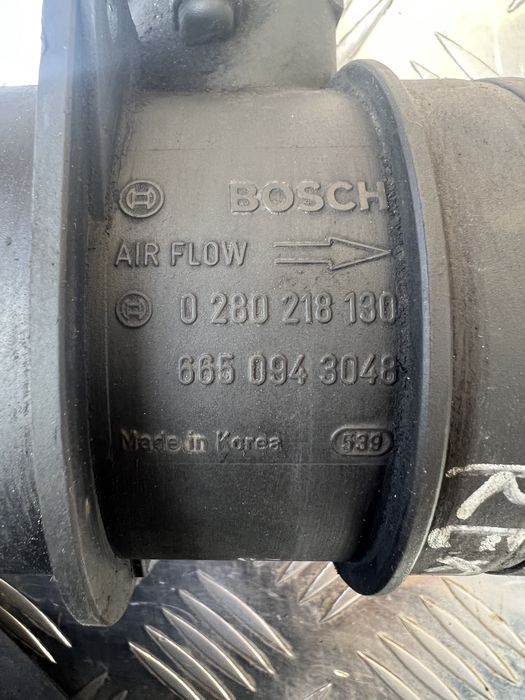 BOSCH
AIR FLOW
0 280 218 130
665 094 3048
Made in Korea 539